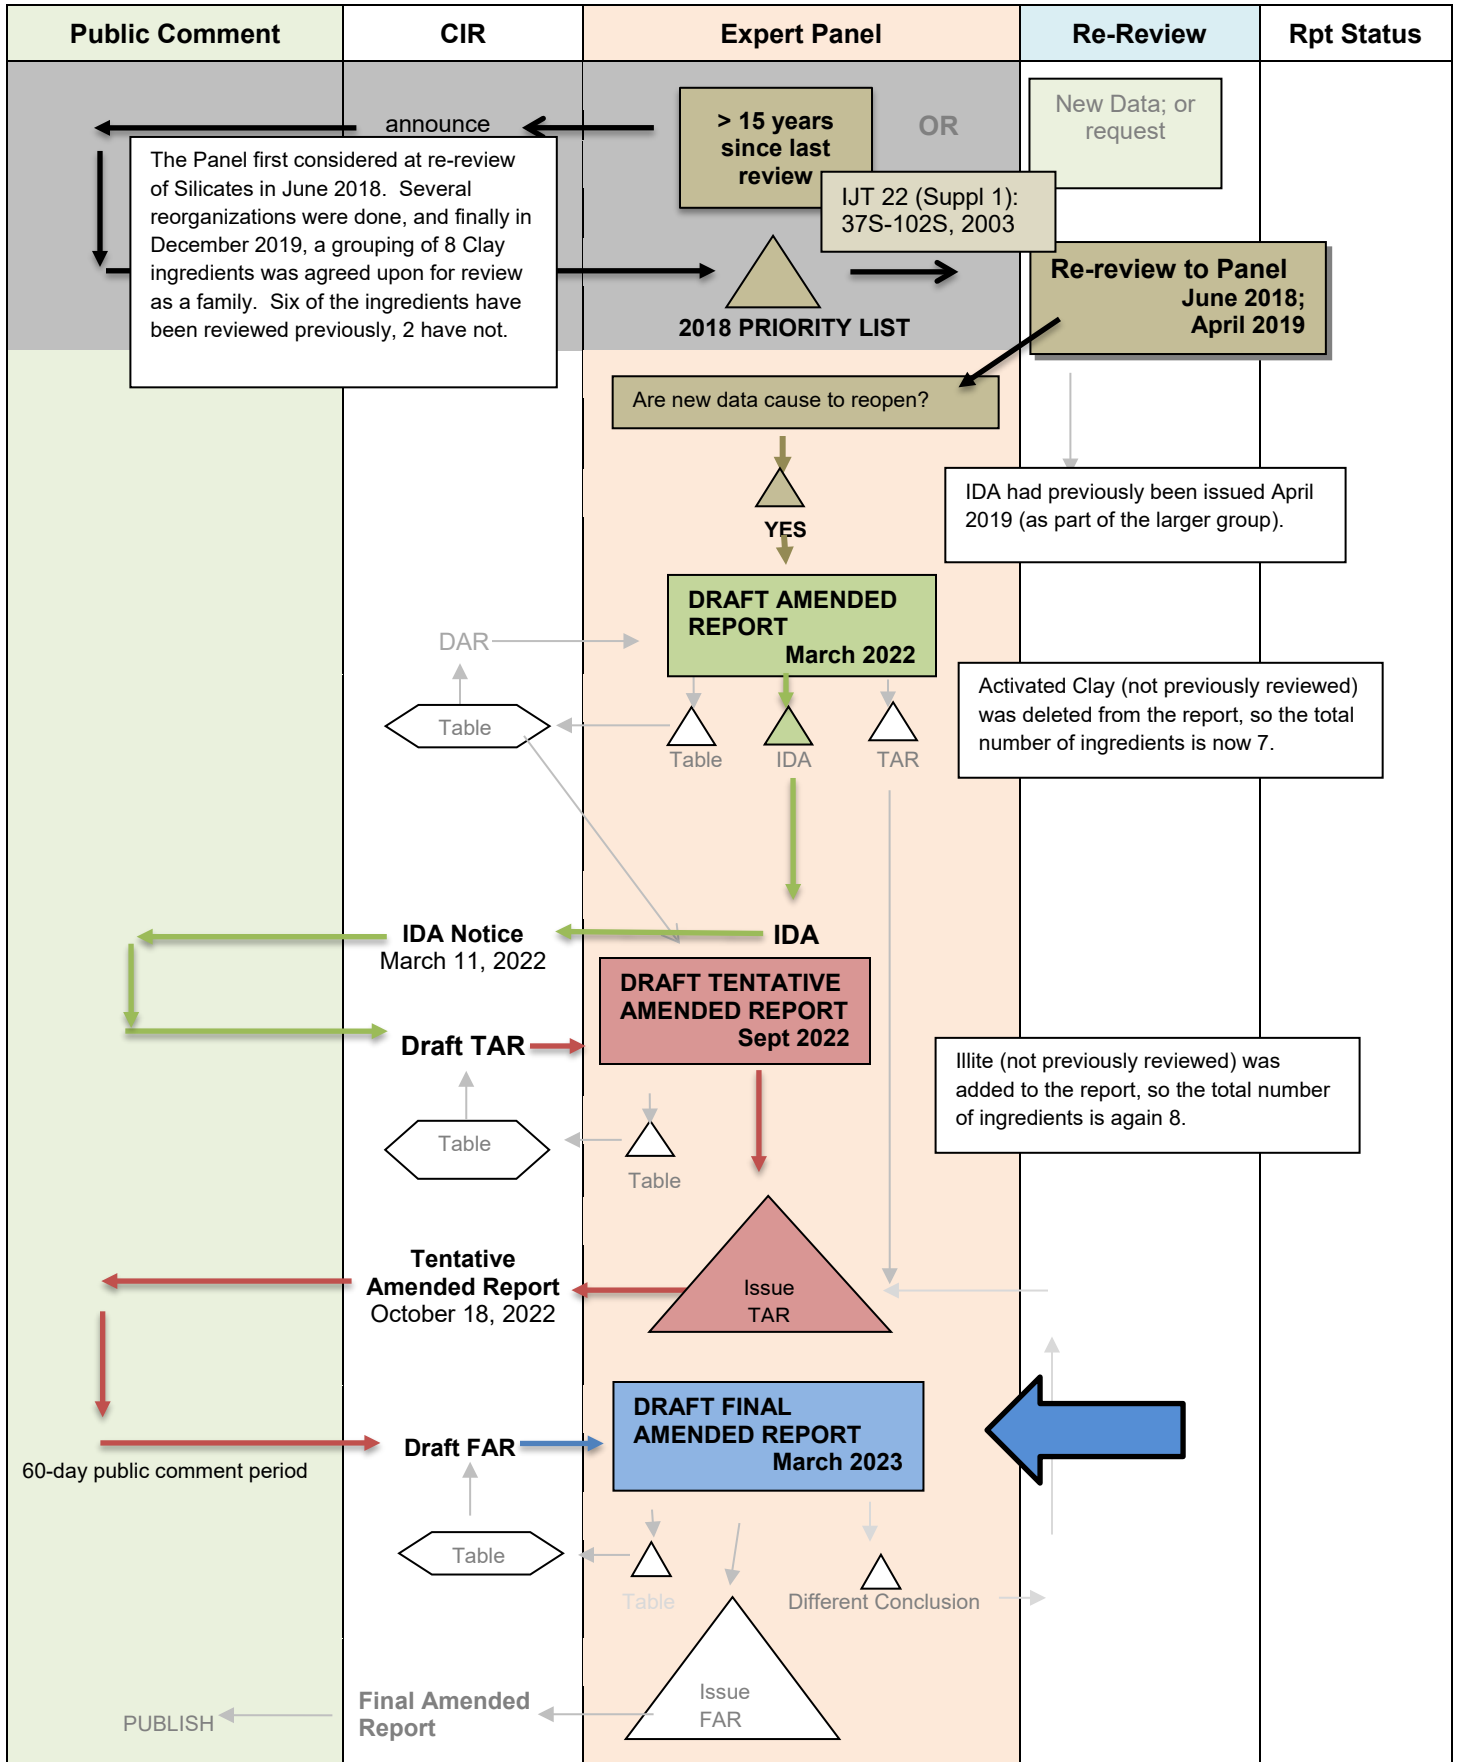 Public Comment
CIR
Expert Panel
Re-Review
Rpt Status
announce
> 15 years
since last
review
OR
New Data; or
request
The Panel first considered at re-review
of Silicates in June 2018.  Several
reorganizations were done, and finally in
December 2019, a grouping of 8 Clay
ingredients was agreed upon for review
as a family.  Six of the ingredients have
been reviewed previously, 2 have not.
IJT 22 (Suppl 1):
37S-102S, 2003
2018 PRIORITY LIST
Re-review to Panel
June 2018;
April 2019
Are new data cause to reopen?
YES
IDA had previously been issued April
2019 (as part of the larger group).
DRAFT AMENDED
REPORT
March 2022
DAR
Table
Table
IDA
TAR
Activated Clay (not previously reviewed)
was deleted from the report, so the total
number of ingredients is now 7.
IDA Notice
March 11, 2022
IDA
DRAFT TENTATIVE
AMENDED REPORT
Sept 2022
Draft TAR
Table
Table
Illite (not previously reviewed) was
added to the report, so the total number
of ingredients is again 8.
Tentative
Amended Report
October 18, 2022
Issue
TAR
DRAFT FINAL
AMENDED REPORT
March 2023
Draft FAR
60-day public comment period
Table
Table
Different Conclusion
Issue
FAR
Final Amended
Report
PUBLISH